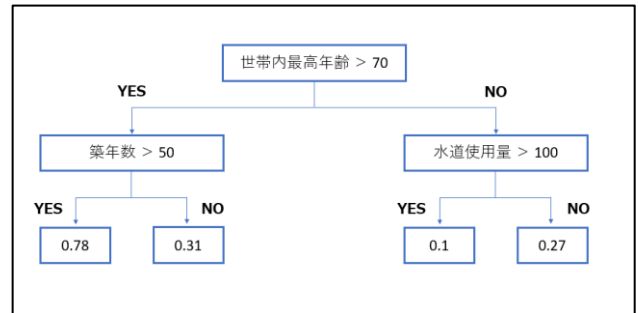 世帯内最高年齢 > 70
YES
NO
築年数 > 50
水道使用量 > 100
YES
NO
YES
NO
0.78
0.31
0.1
0.27